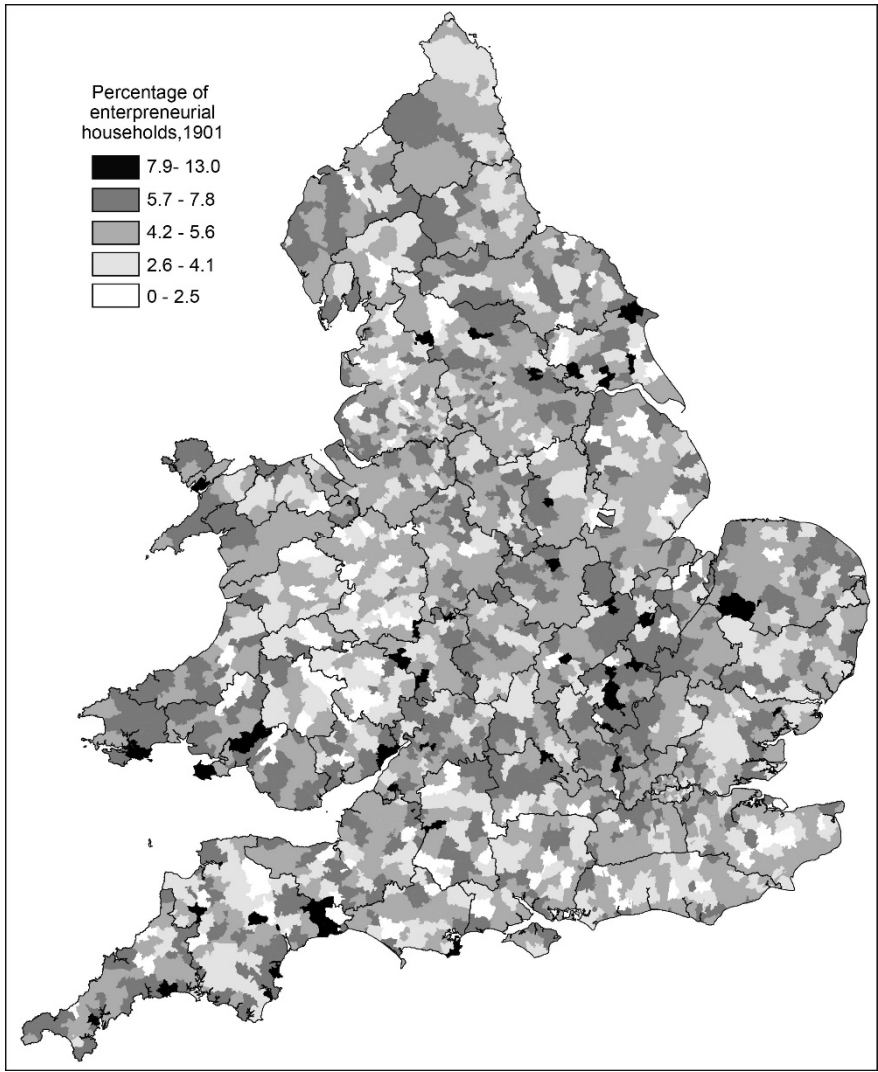 Percentage of
enterpreneurial
households,1901
7.9- 13.0
5.7 - 7.8
4.2 - 5.6
2.6 - 4.1
0 - 2.5